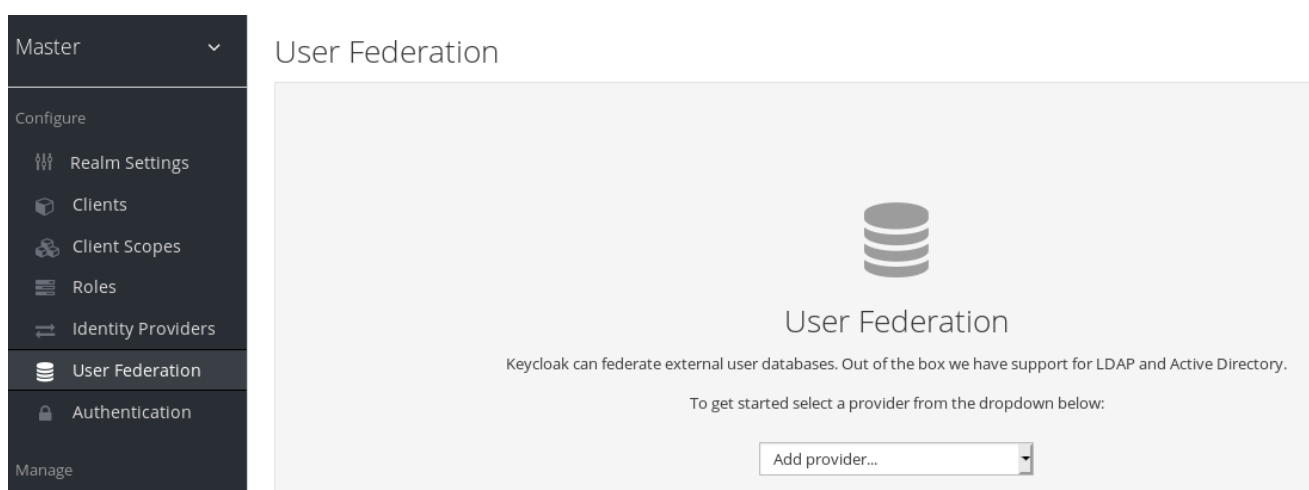 Master
Configure
Realm Settings
Clients
Client Scopes
Roles
Identity Providers
User Federation
Authentication
Manage
User Federation
User Federation
Keycloak can federate external user databases. Out of the box we have support for LDAP and Active Directory.
To get started select a provider from the dropdown below:
Add provider...